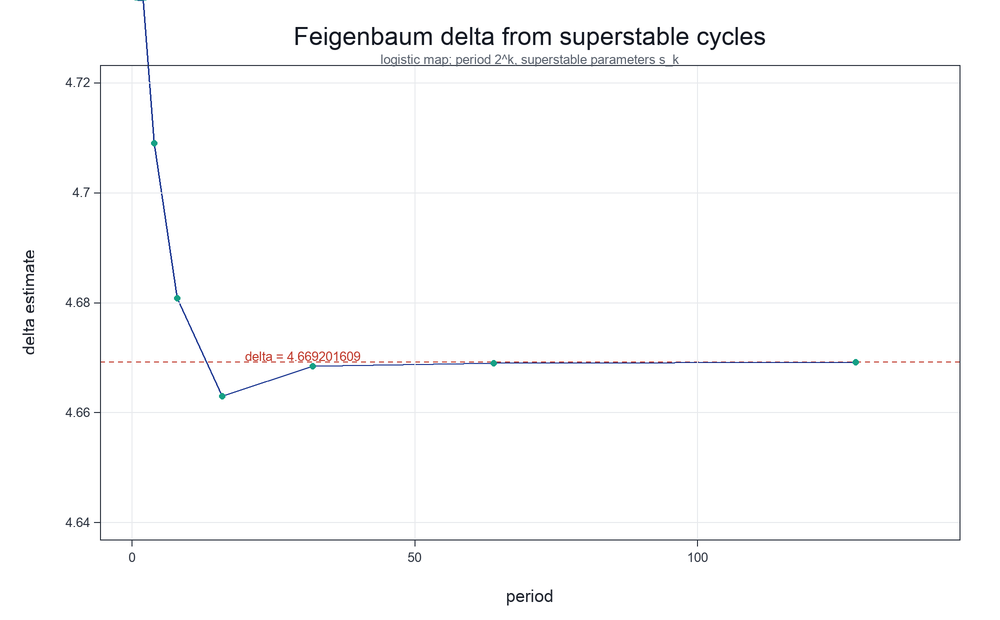 Feigenbaum delta from superstable cycles
logistic map; period 2^k, superstable parameters s_k
4.72
4.7
4.68
4.66
4.64
delta estimate
delta = 4.669201609
0
50
100
period